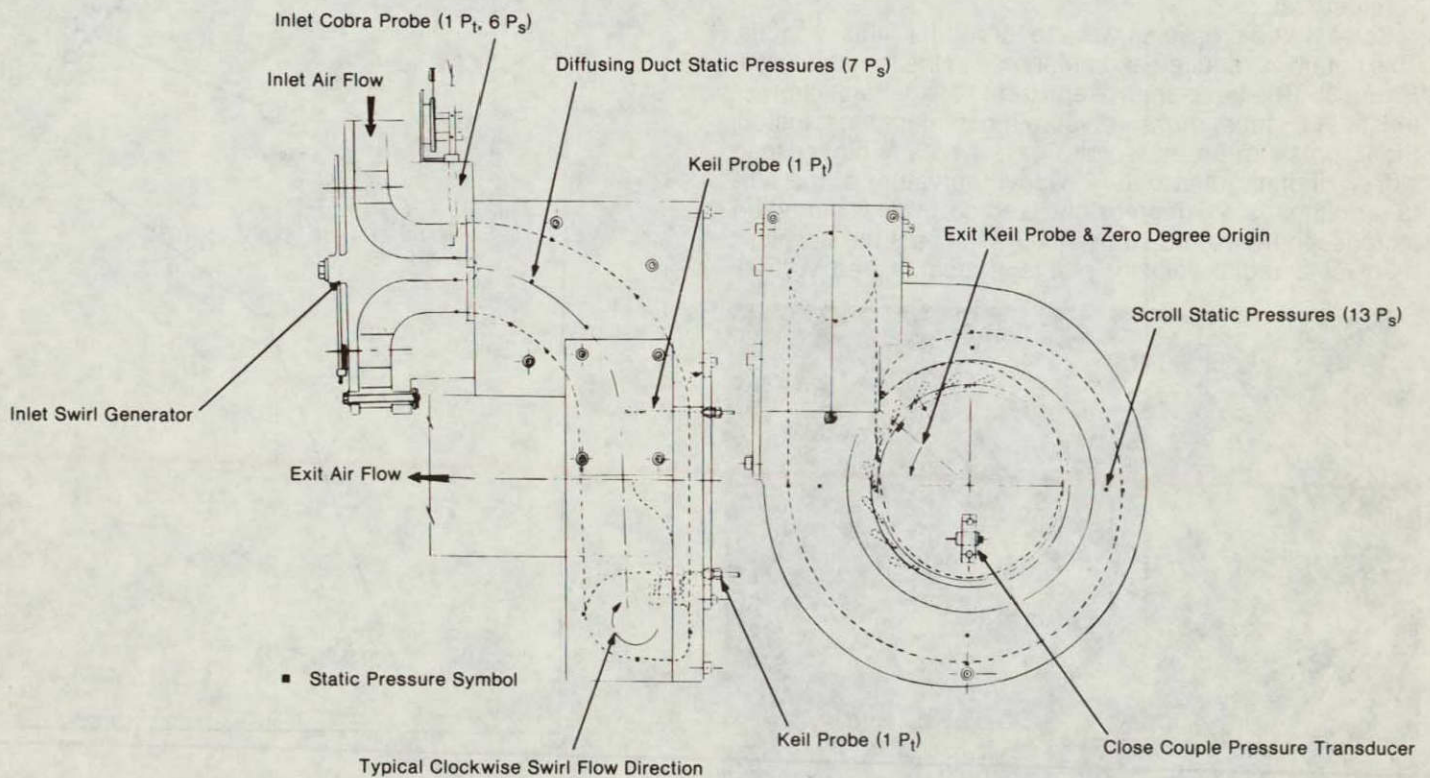 Inlet Cobra Probe (1 Pt, 6 Ps)
Inlet Air Flow
Diffusing Duct Static Pressures (7 Ps)
Keil Probe (1 Pt)
Exit Keil Probe & Zero Degree Origin
Scroll Static Pressures (13 Ps)
Inlet Swirl Generator
Exit Air Flow
■ Static Pressure Symbol
Keil Probe (1 Pt)
Close Couple Pressure Transducer
Typical Clockwise Swirl Flow Direction